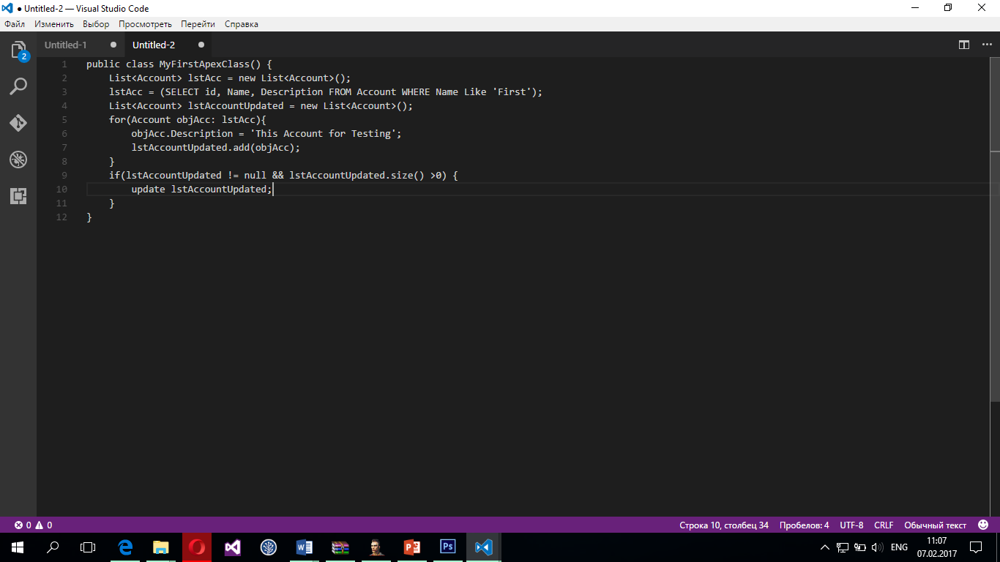 ● Untitled-2 — Visual Studio Code
Файл Изменить Выбор Просмотреть Перейти Справка
2
Untitled-1 Untitled-2
1 public class MyFirstApexClass() {
2 List<Account> lstAcc = new List<Account>();
3 lstAcc = (SELECT id, Name, Description FROM Account WHERE Name Like 'First');
4 List<Account> lstAccountUpdated = new List<Account>();
5 for(Account objAcc: lstAcc){
6 objAcc.Description = 'This Account for Testing';
7 lstAccountUpdated.add(objAcc);
8 }
9 if(lstAccountUpdated != null && lstAccountUpdated.size() >0) {
10 update lstAccountUpdated;
11 }
12 }
0 0 Строка 10, столбец 34 Пробелов: 4 UTF-8 CRLF Обычный текст
Ps
ENG
11:07
07.02.2017